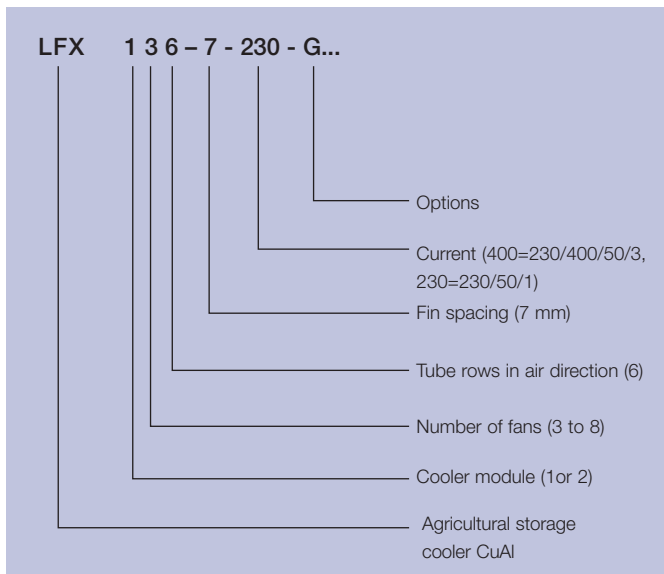 LFX 1 3 6 – 7 - 230 - G...
Options
Current (400=230/400/50/3,
230=230/50/1)
Fin spacing (7 mm)
Tube rows in air direction (6)
Number of fans (3 to 8)
Cooler module (1or 2)
Agricultural storage
cooler CuAl